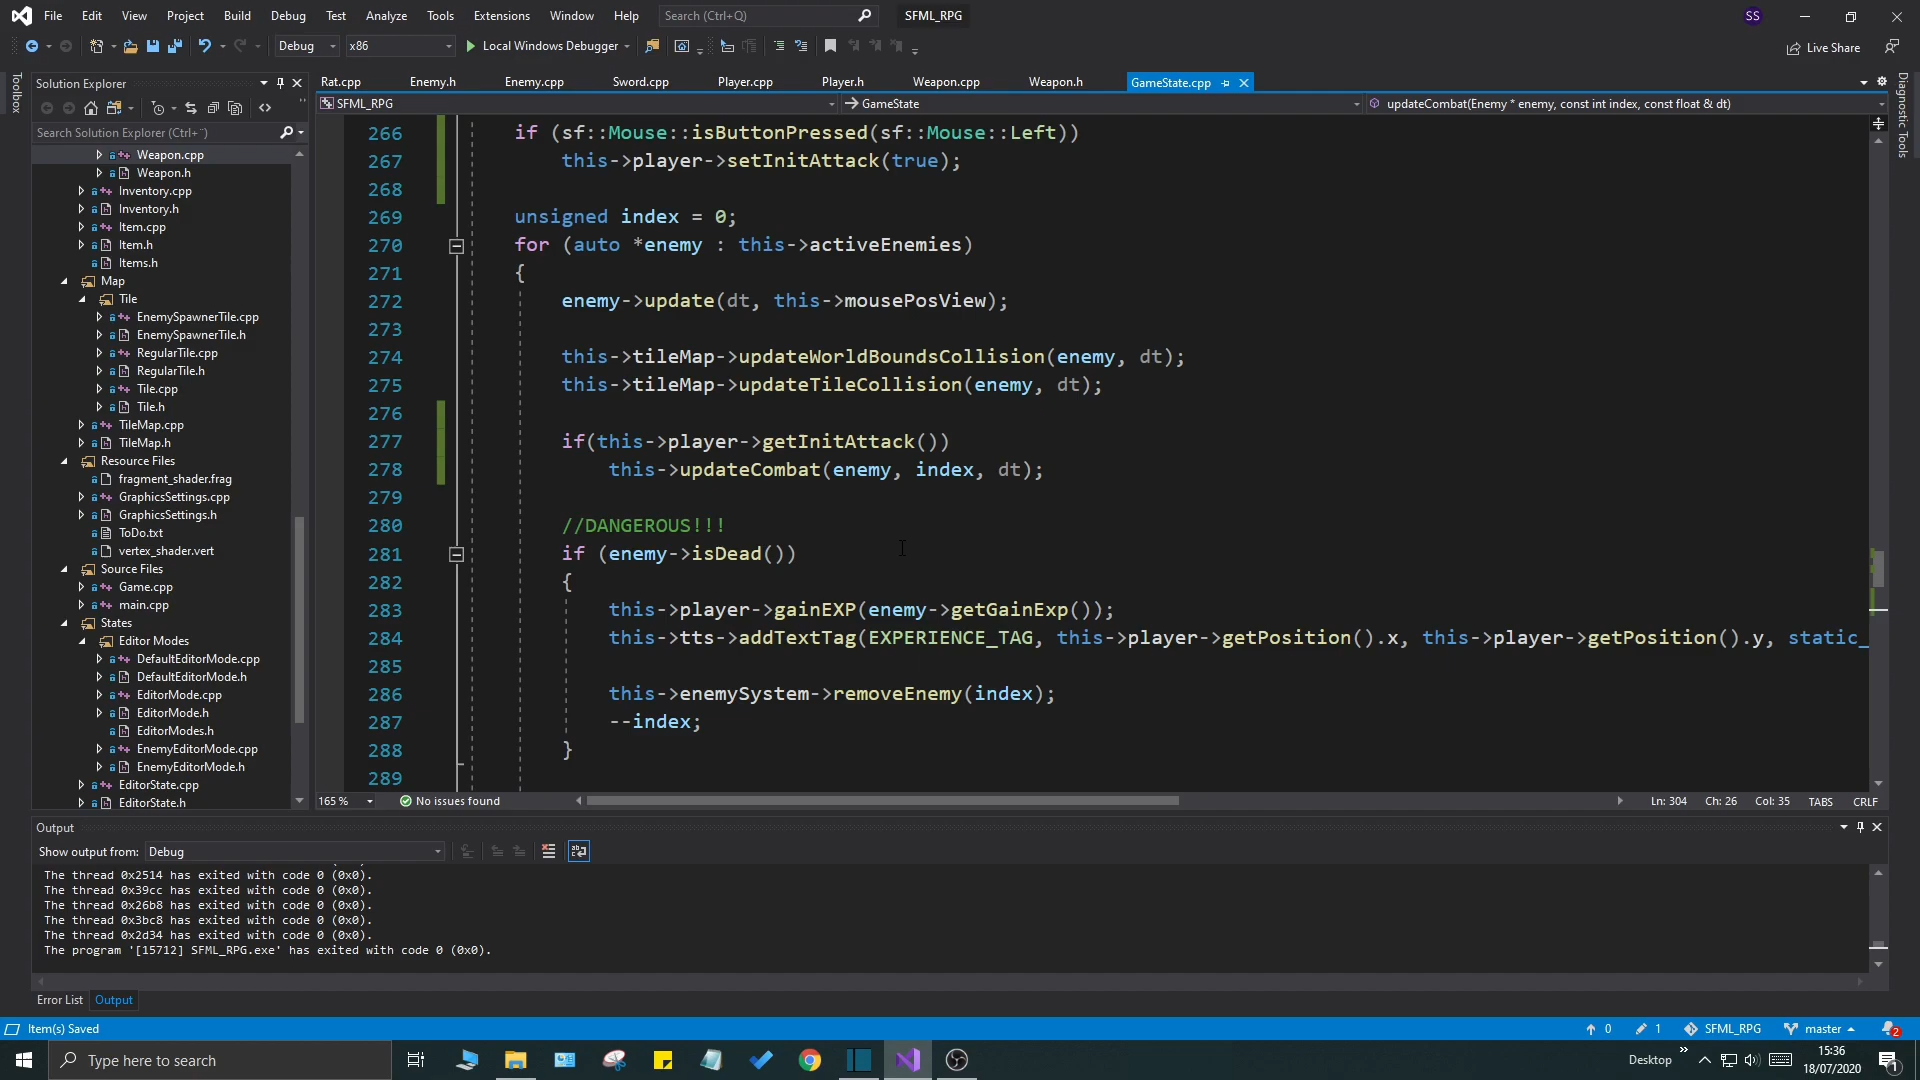 File Edit View Project Build Debug Test Analyze Tools Extensions Window Help Search (Ctrl+Q) SFML_RPG SS
Debug x86 Local Windows Debugger Live Share
Toolbox
Solution Explorer
Search Solution Explorer (Ctrl+¨)
Weapon.cpp
Weapon.h
Inventory.cpp
Inventory.h
Item.cpp
Item.h
Items.h
Map
Tile
EnemySpawnerTile.cpp
EnemySpawnerTile.h
RegularTile.cpp
RegularTile.h
Tile.cpp
Tile.h
TileMap.cpp
TileMap.h
Resource Files
fragment_shader.frag
GraphicsSettings.cpp
GraphicsSettings.h
ToDo.txt
vertex_shader.vert
Source Files
Game.cpp
main.cpp
States
Editor Modes
DefaultEditorMode.cpp
DefaultEditorMode.h
EditorMode.cpp
EditorMode.h
EditorModes.h
EnemyEditorMode.cpp
EnemyEditorMode.h
EditorState.cpp
EditorState.h
Rat.cpp Enemy.h Enemy.cpp Sword.cpp Player.cpp Player.h Weapon.cpp Weapon.h GameState.cpp
SFML_RPG GameState updateCombat(Enemy * enemy, const int index, const float & dt)
266 if (sf::Mouse::isButtonPressed(sf::Mouse::Left))
267 this->player->setInitAttack(true);
268
269 unsigned index = 0;
270 for (auto *enemy : this->activeEnemies)
271 {
272 enemy->update(dt, this->mousePosView);
273
274 this->tileMap->updateWorldBoundsCollision(enemy, dt);
275 this->tileMap->updateTileCollision(enemy, dt);
276
277 if(this->player->getInitAttack())
278 this->updateCombat(enemy, index, dt);
279
280 //DANGEROUS!!!
281 if (enemy->isDead())
282 {
283 this->player->gainEXP(enemy->getGainExp());
284 this->tts->addTextTag(EXPERIENCE_TAG, this->player->getPosition().x, this->player->getPosition().y, static_
285
286 this->enemySystem->removeEnemy(index);
287 --index;
288 }
289
165 % No issues found Ln: 304 Ch: 26 Col: 35 TABS CRLF
Diagnostic Tools
Output
Show output from: Debug
The thread 0x2514 has exited with code 0 (0x0).
The thread 0x39cc has exited with code 0 (0x0).
The thread 0x26b8 has exited with code 0 (0x0).
The thread 0x3bc8 has exited with code 0 (0x0).
The thread 0x2d34 has exited with code 0 (0x0).
The program '[15712] SFML_RPG.exe' has exited with code 0 (0x0).
Error List Output
Item(s) Saved 0 1 SFML_RPG master 2
Type here to search Desktop 15:36
18/07/2020 1